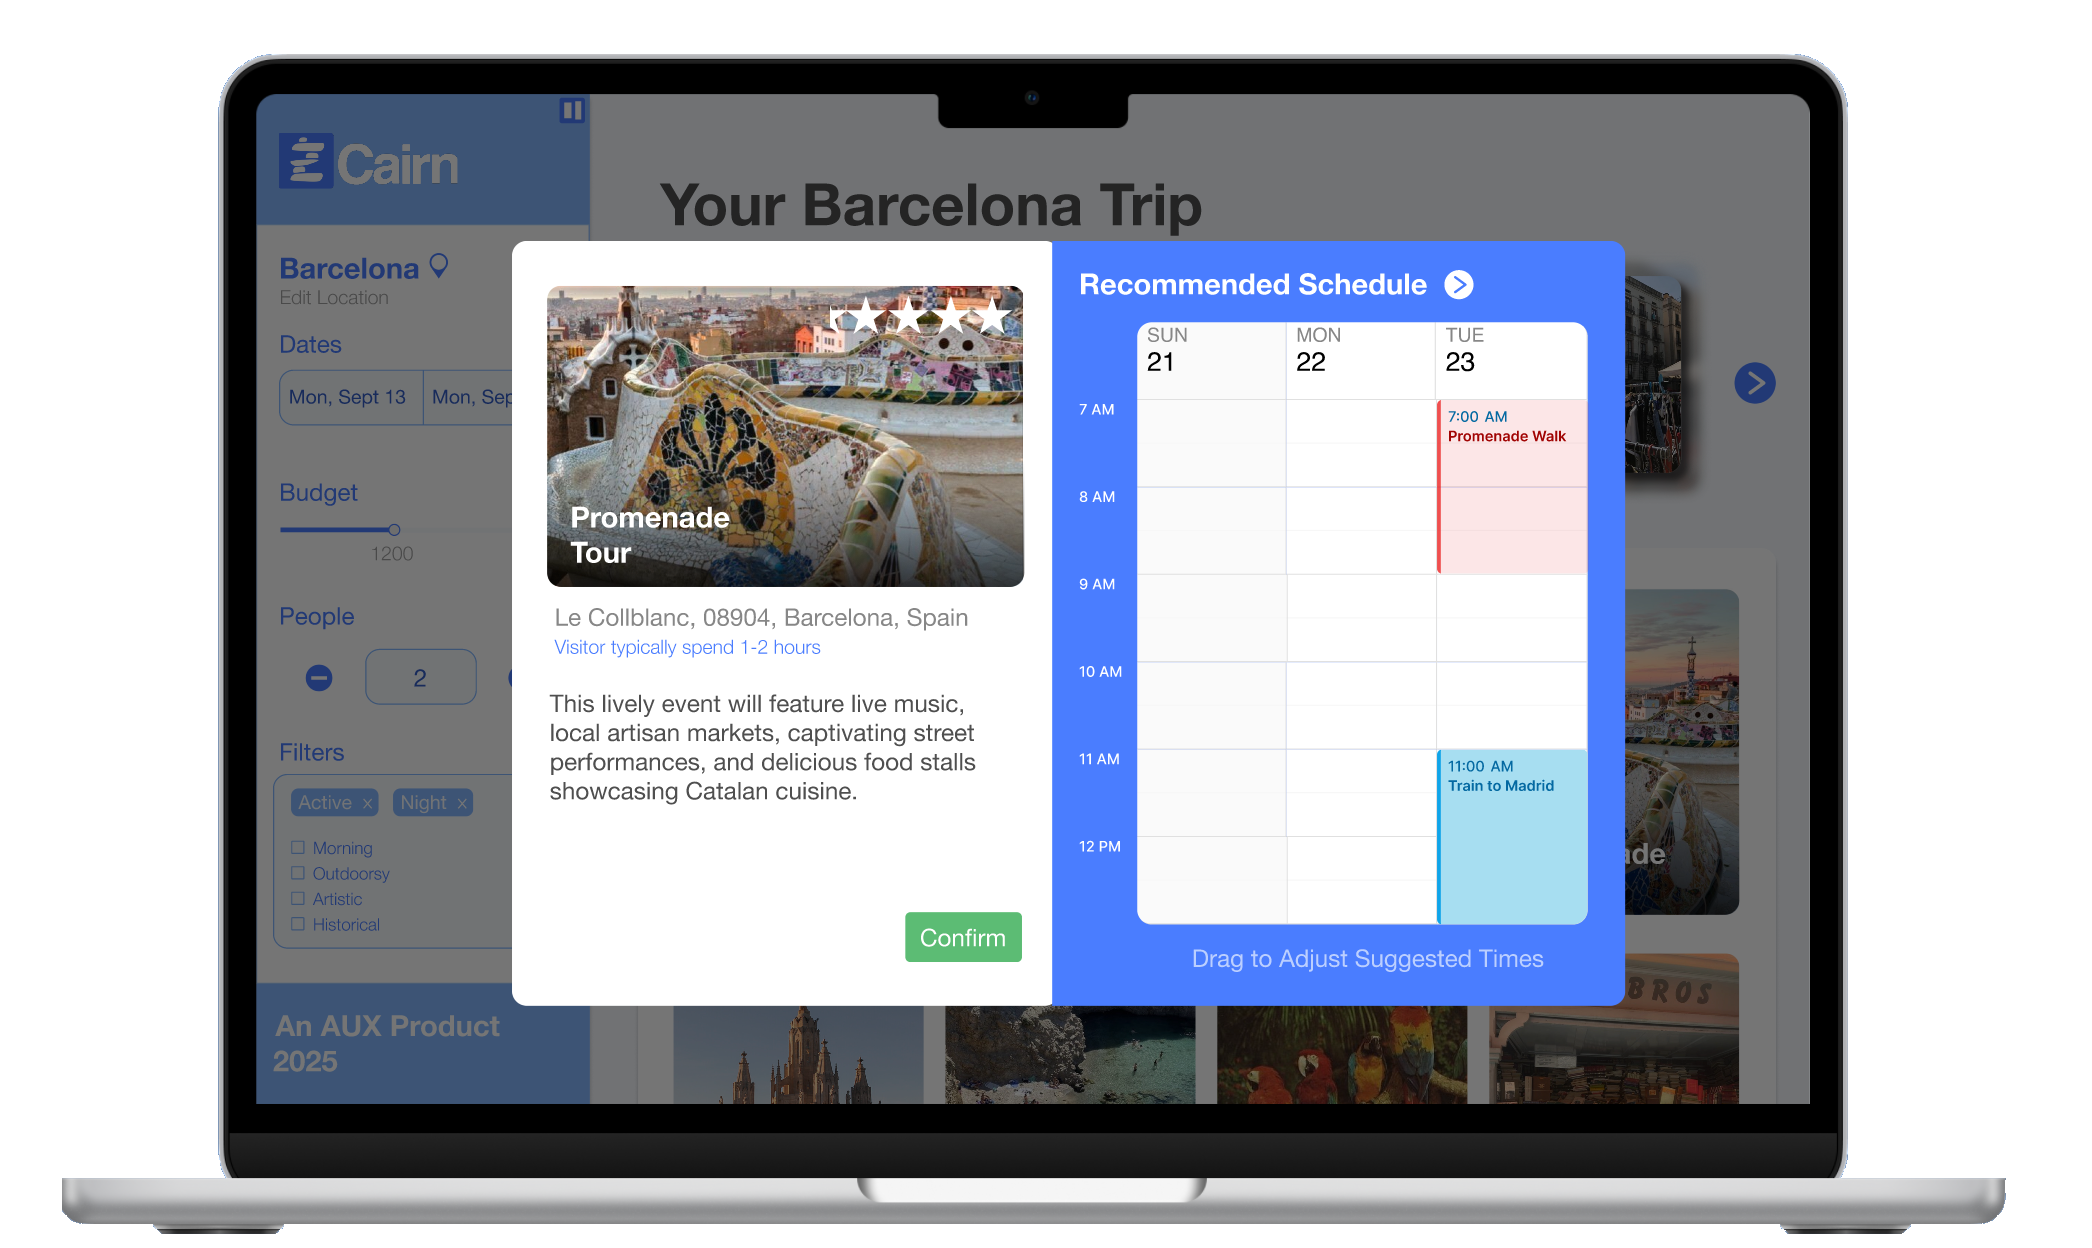 Cairn
Your Barcelona Trip
Barcelona
Edit Location
Dates
Mon, Sept 13
Mon, Sep
Budget
1200
People
2
Filters
Active x
Night x
Morning
Outdoorsy
Artistic
Historical
An AUX Product
2025
Promenade
Tour
Le Collblanc, 08904, Barcelona, Spain
Visitor typically spend 1-2 hours
This lively event will feature live music,
local artisan markets, captivating street
performances, and delicious food stalls
showcasing Catalan cuisine.
Confirm
Recommended Schedule
SUN
21
MON
22
TUE
23
7 AM
7:00 AM
Promenade Walk
8 AM
9 AM
10 AM
11 AM
11:00 AM
Train to Madrid
12 PM
Drag to Adjust Suggested Times
ade
BROS